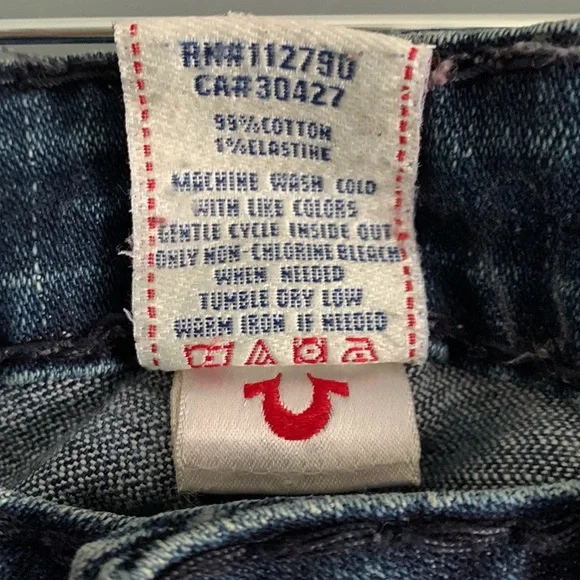 RN#112790
CA#30427
99%COTTON
1%ELASTINE
MACHINE WASH COLD
WITH LIKE COLORS
GENTLE CYCLE INSIDE OUT
ONLY NON-CHLORINE BLEACH
WHEN NEEDED
TUMBLE DRY LOW
WARM IRON IF NEEDED